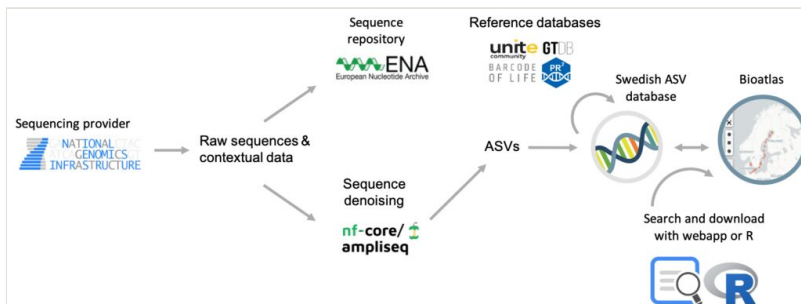 Sequencing provider
NATIONAL
GENOMICS
INFRASTRUCTURE
Raw sequences &
contextual data
Sequence
repository
ENA
European Nucleotide Archive
Sequence
denoising
nf-core/
ampliseq
Reference databases
unite
community
GTDB
BARCODE
OF LIFE
PR²
ASVs
Swedish ASV
database
Bioatlas
Search and download
with webapp or R
R